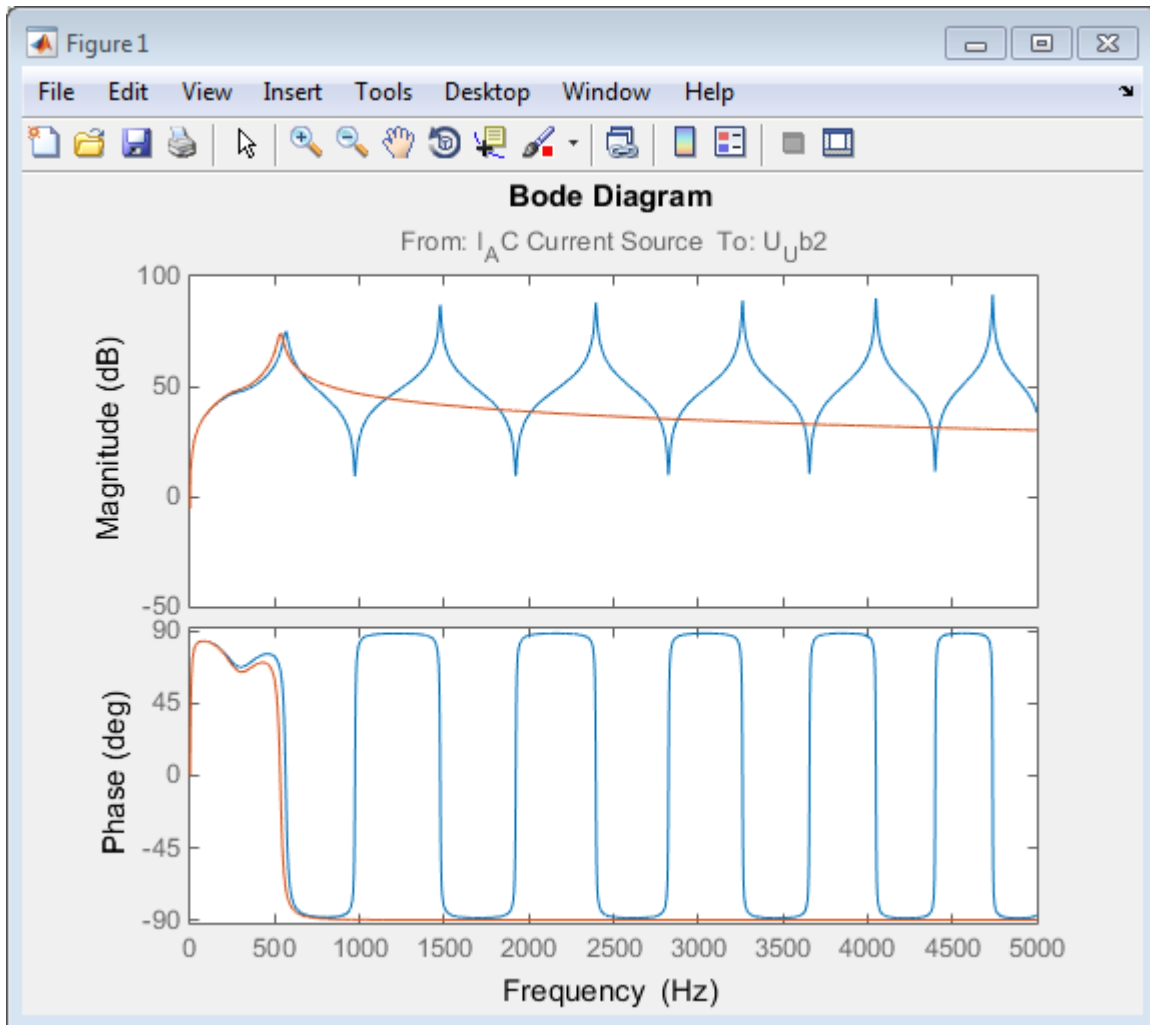 Figure 1
File Edit View Insert Tools Desktop Window Help
Bode Diagram
From: I_AC Current Source To: U_Ub2
100
50
0
-50
Magnitude (dB)
90
45
0
-45
-90
Phase (deg)
0 500 1000 1500 2000 2500 3000 3500 4000 4500 5000
Frequency (Hz)